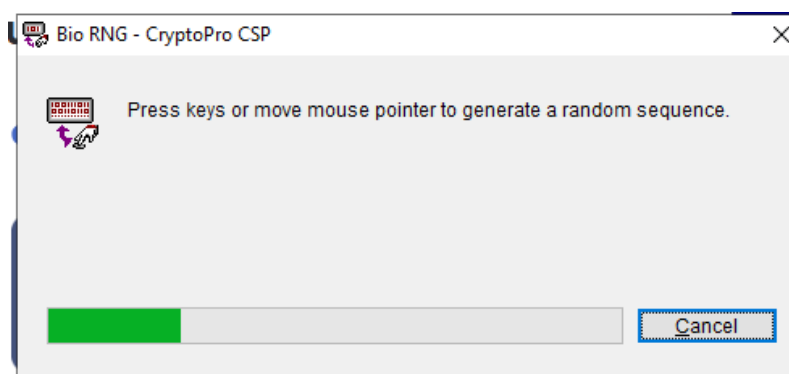 Bio RNG - CryptoPro CSP
Press keys or move mouse pointer to generate a random sequence.
Cancel